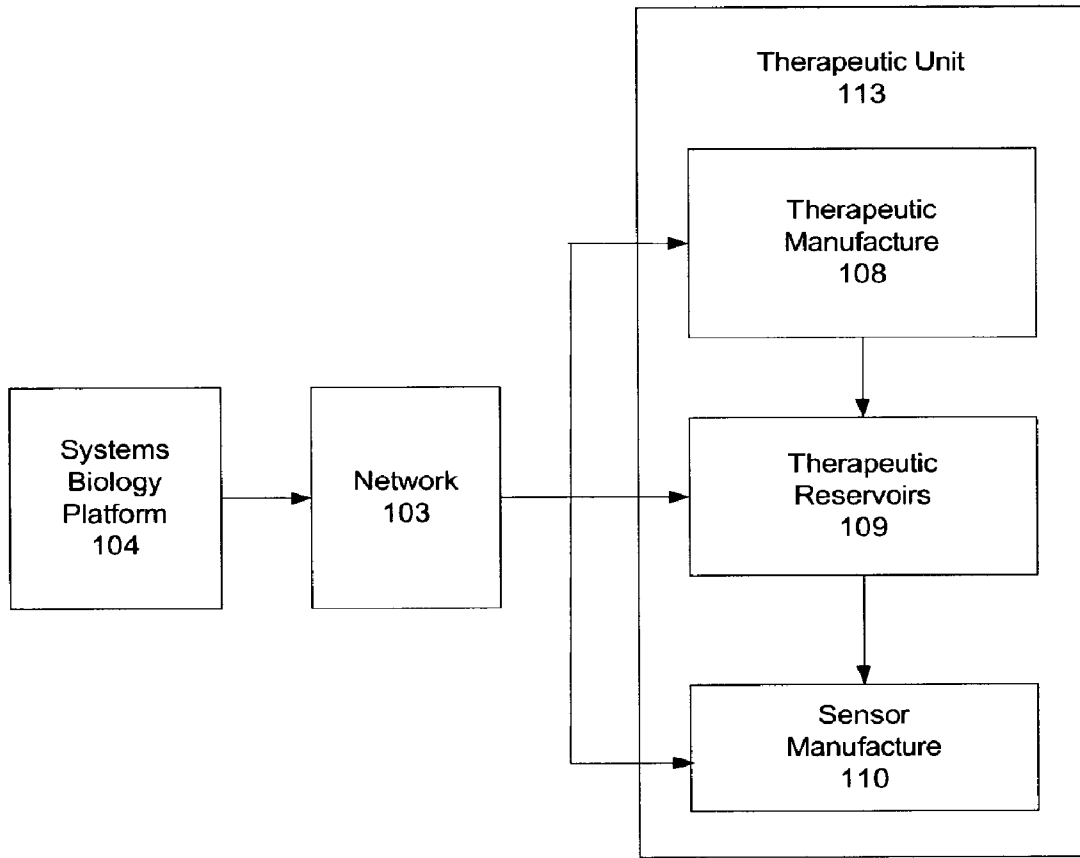 Therapeutic Unit
113
Therapeutic
Manufacture
108
Systems
Biology
Platform
104
Network
103
Therapeutic
Reservoirs
109
Sensor
Manufacture
110